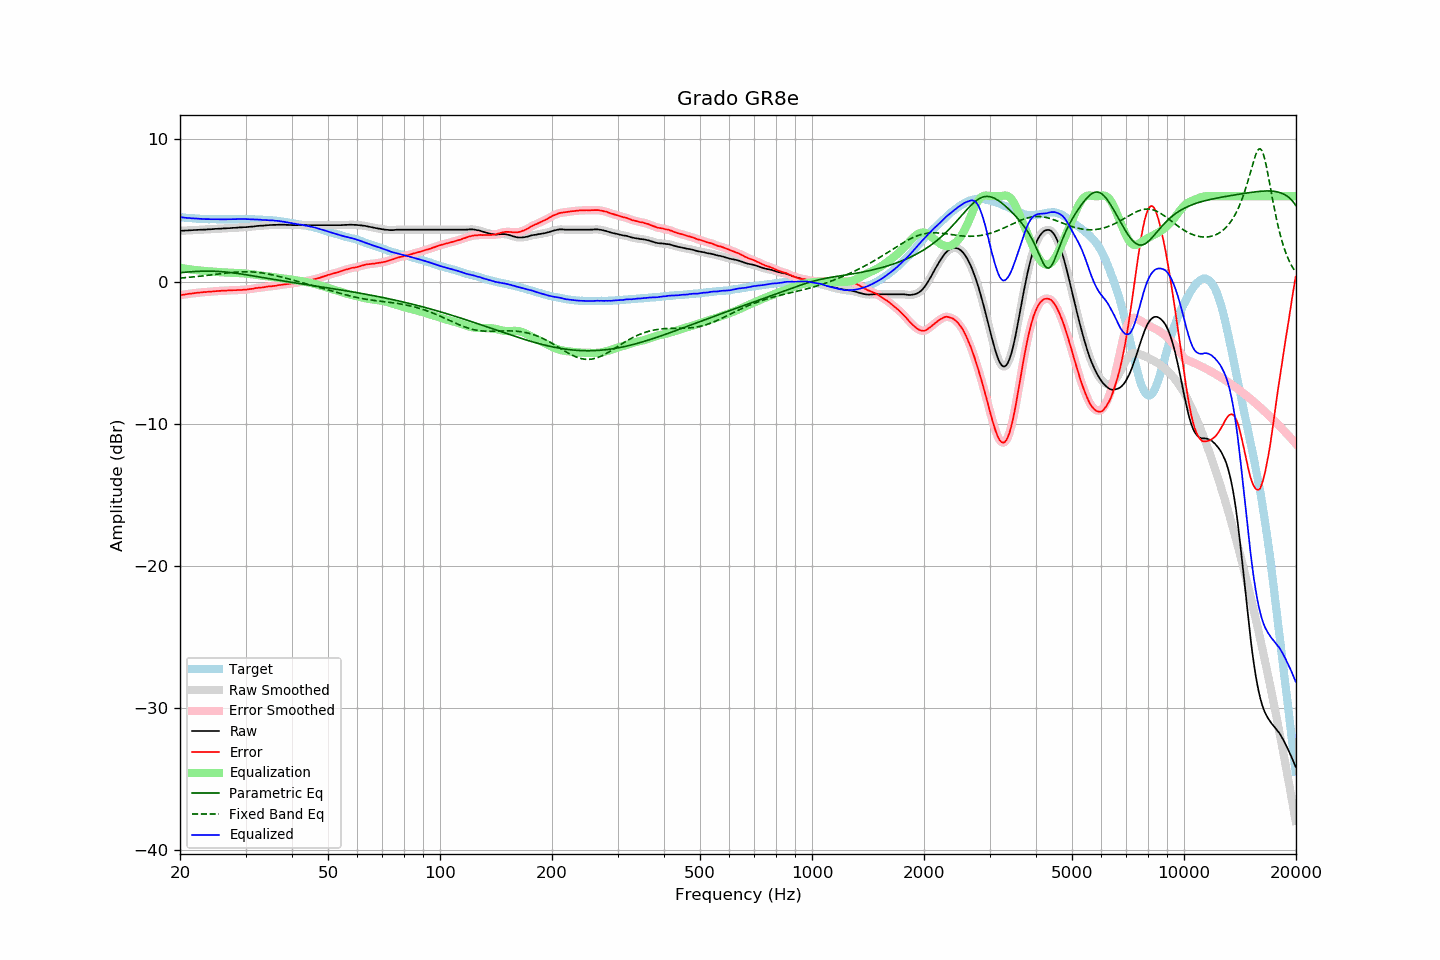 Grado GR8e
10
0
−10
−20
−30
−40
Amplitude (dBr)
Target
Raw Smoothed
Error Smoothed
Raw
Error
Equalization
Parametric Eq
Fixed Band Eq
Equalized
20 50 100 200 500 1000 2000 5000 10000 20000
Frequency (Hz)